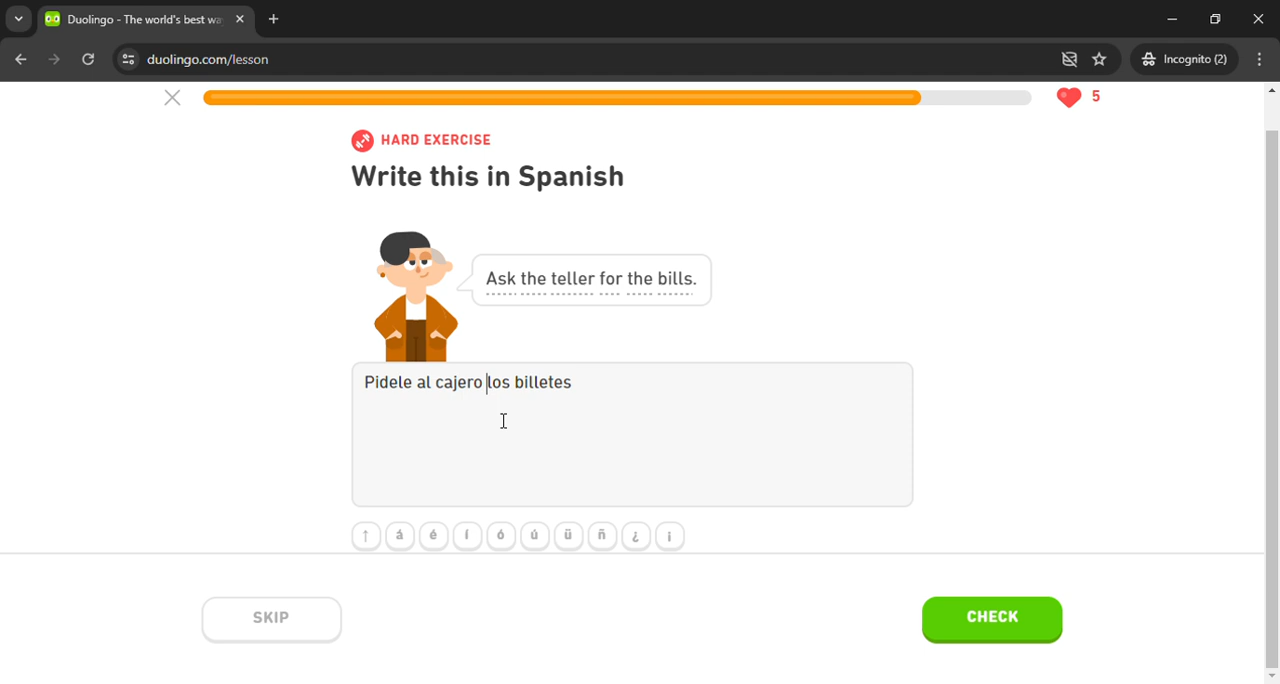 Duolingo - The world's best wa
duolingo.com/lesson
Incognito (2)
5
HARD EXERCISE
Write this in Spanish
Ask the teller for the bills.
Pidele al cajero los billetes
↑ á é í ó ú ü ñ ¿ ¡
SKIP
CHECK